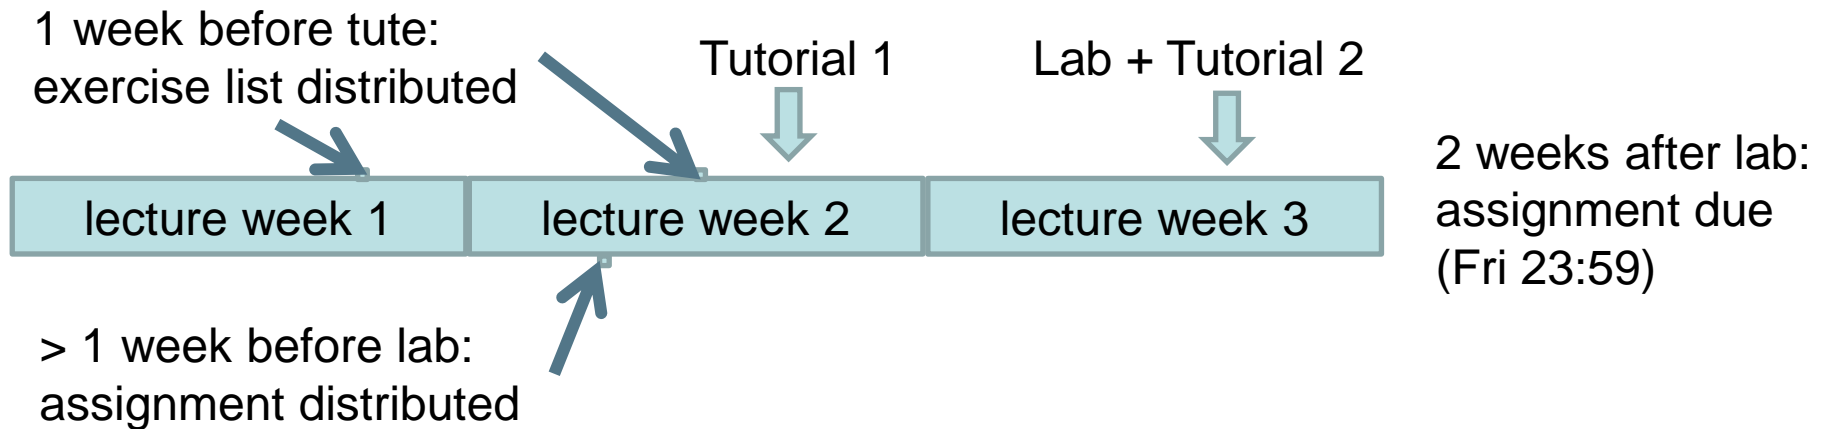 1 week before tute:
exercise list distributed
Tutorial 1
Lab + Tutorial 2
lecture week 1
lecture week 2
lecture week 3
2 weeks after lab:
assignment due
(Fri 23:59)
> 1 week before lab:
assignment distributed